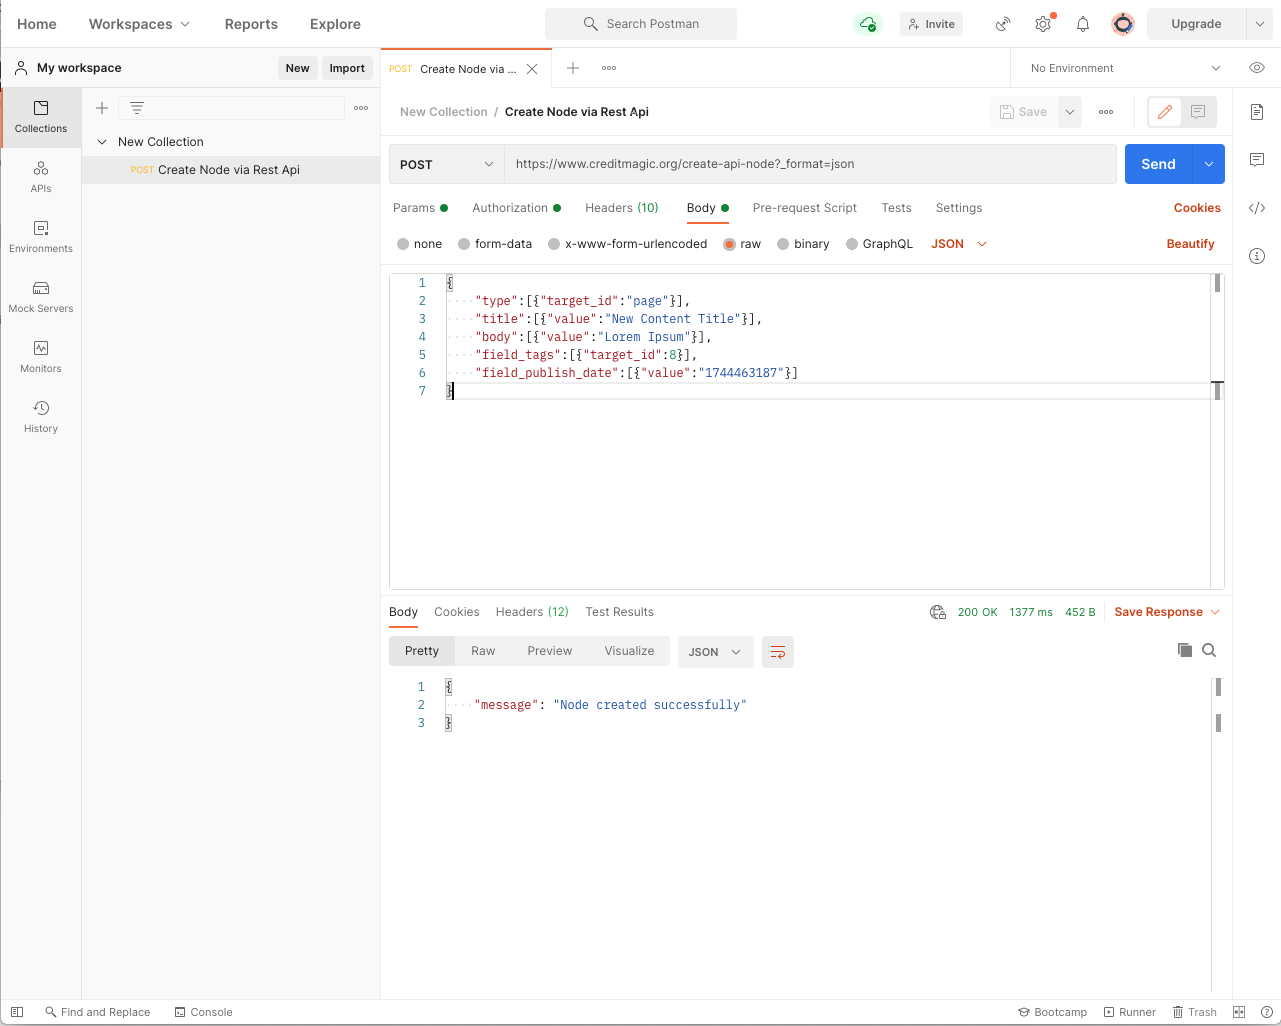 Home Workspaces Reports Explore Search Postman Invite Upgrade
My workspace New Import POST Create Node via ... No Environment
Collections
New Collection / Create Node via Rest Api Save
New Collection
POST Create Node via Rest Api
APIs
Environments
Mock Servers
Monitors
History
POST https://www.creditmagic.org/create-api-node?_format=json Send
Params Authorization Headers (10) Body Pre-request Script Tests Settings Cookies
none form-data x-www-form-urlencoded raw binary GraphQL JSON Beautify
1 {
2 "type":[{"target_id":"page"}],
3 "title":[{"value":"New Content Title"}],
4 "body":[{"value":"Lorem Ipsum"}],
5 "field_tags":[{"target_id":8}],
6 "field_publish_date":[{"value":"1744463187"}]
7 }
Body Cookies Headers (12) Test Results 200 OK 1377 ms 452 B Save Response
Pretty Raw Preview Visualize JSON
1 {
2 "message": "Node created successfully"
3 }
Find and Replace Console Bootcamp Runner Trash